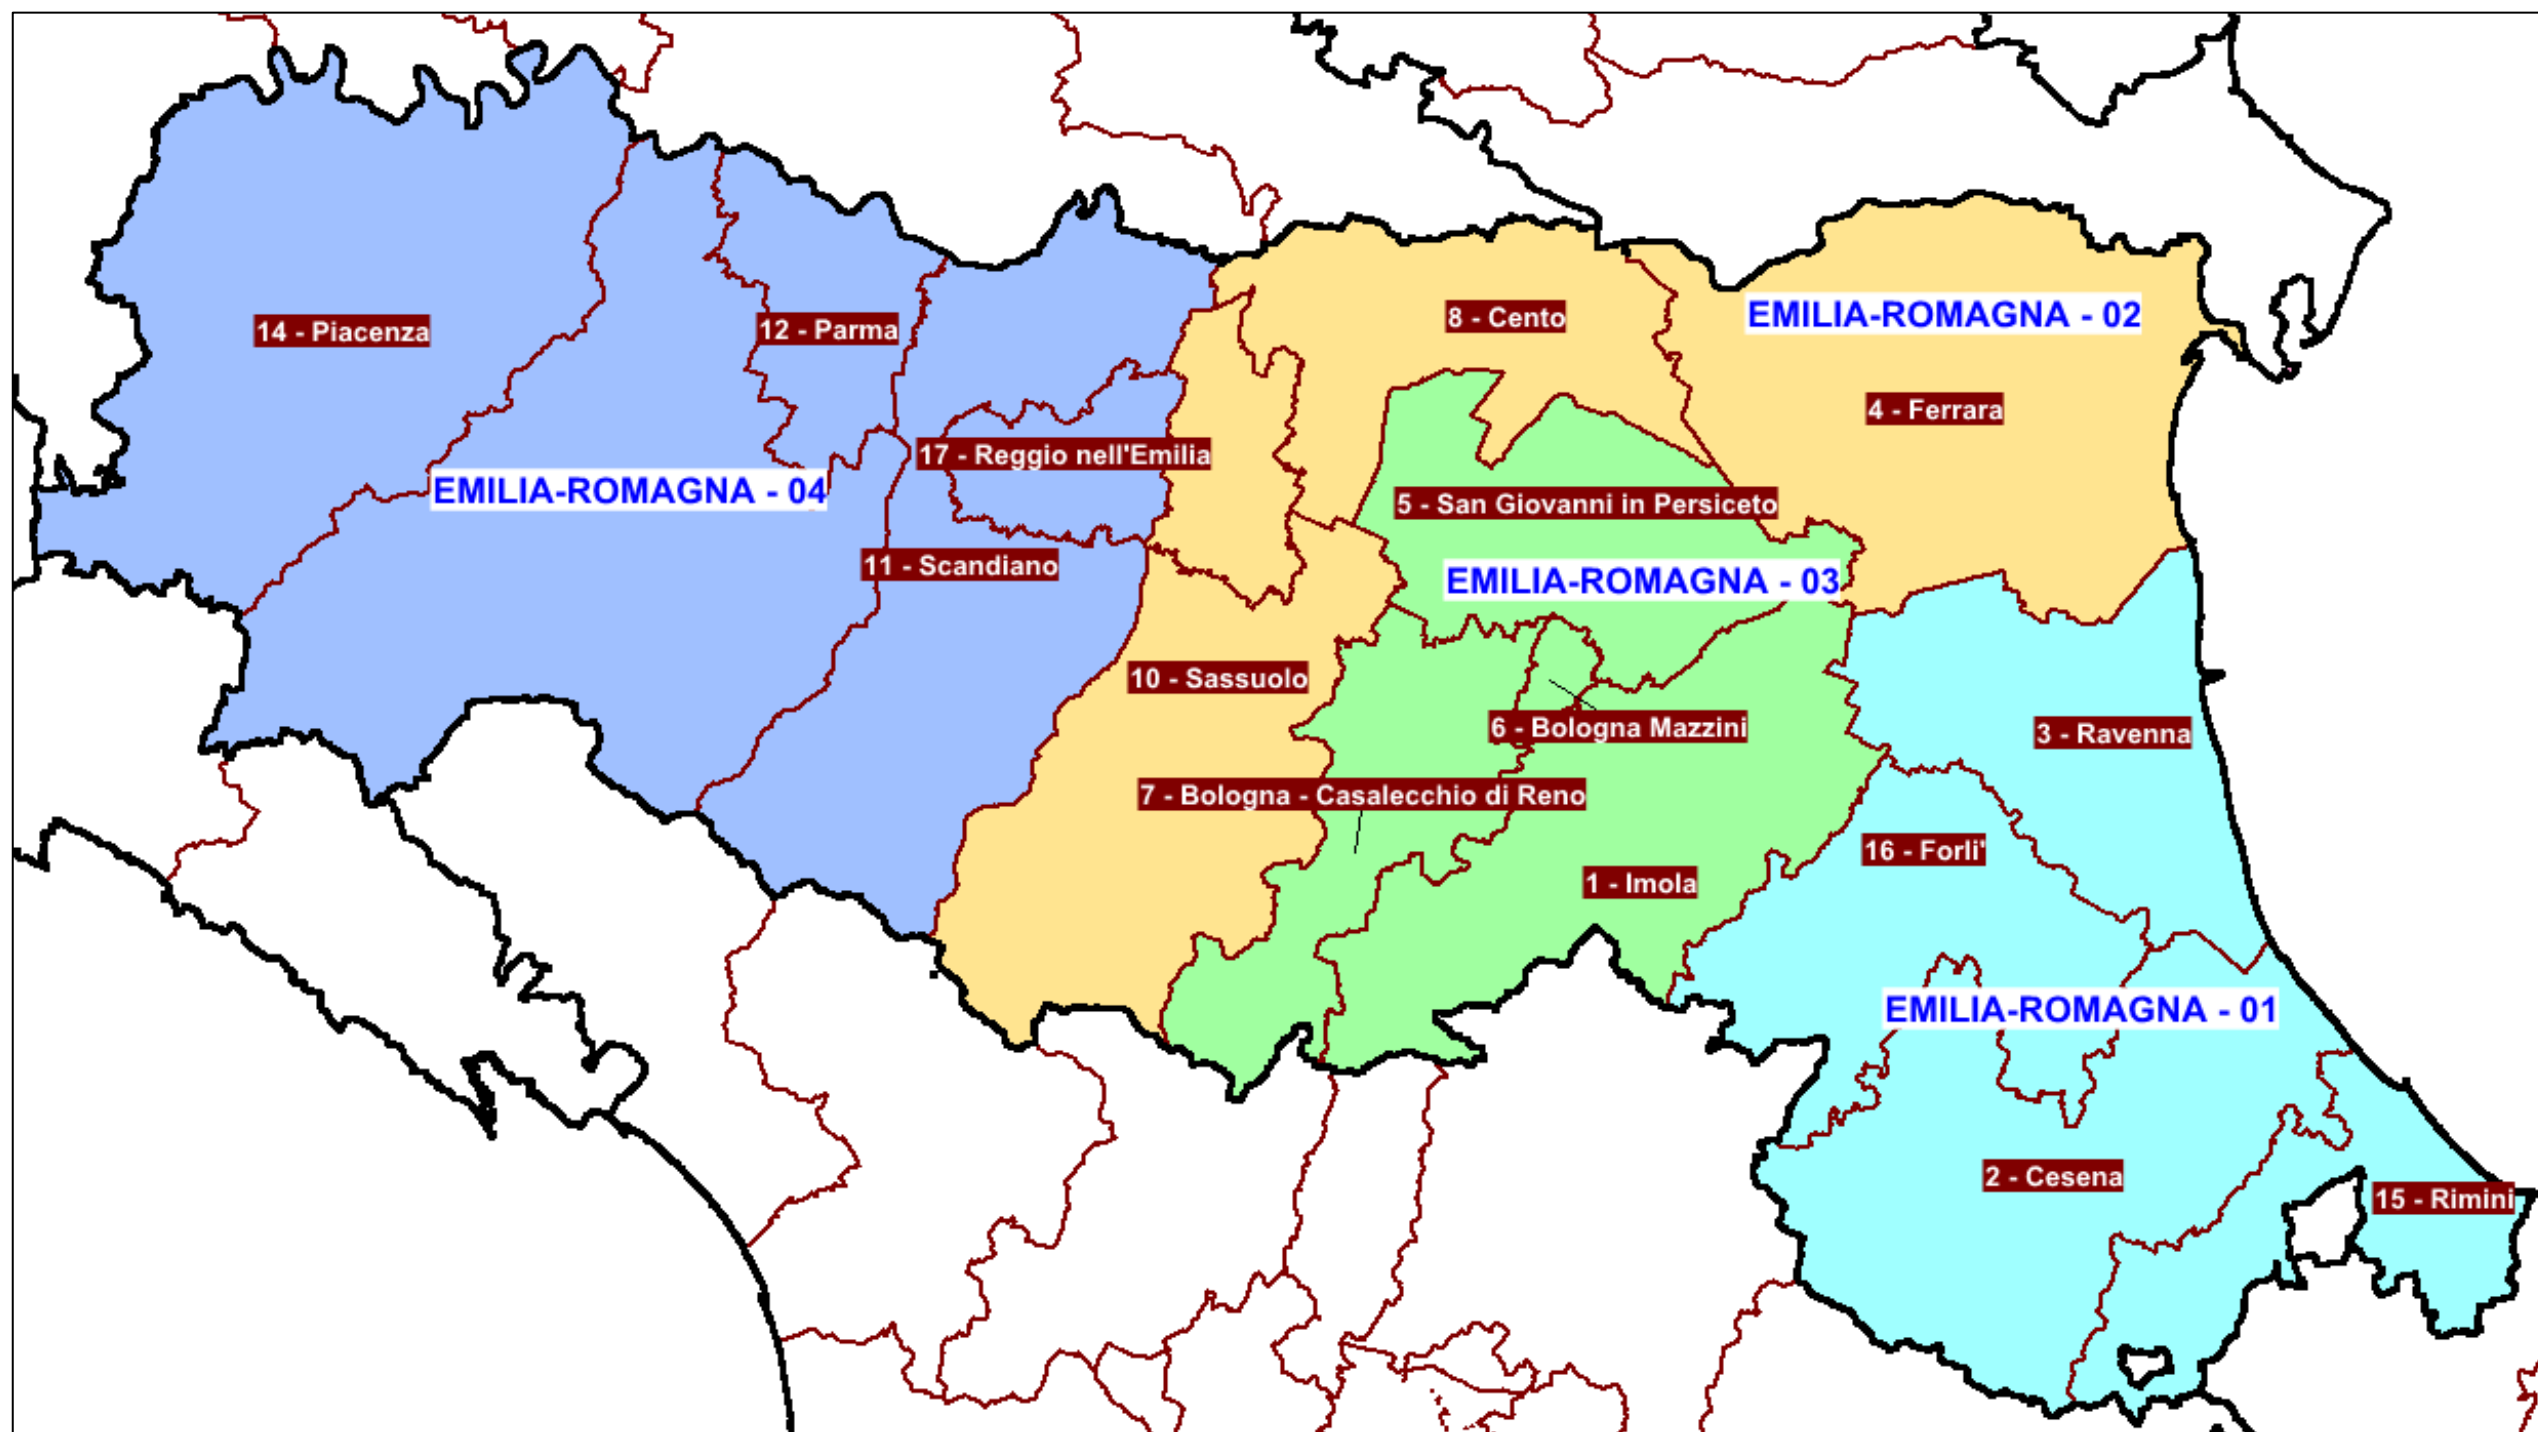 EMILIA-ROMAGNA - 02
8 - Cento
14 - Piacenza
12 - Parma
4 - Ferrara
17 - Reggio nell'Emilia
EMILIA-ROMAGNA - 04
5 - San Giovanni in Persiceto
11 - Scandiano
EMILIA-ROMAGNA - 03
10 - Sassuolo
6 - Bologna Mazzini
3 - Ravenna
7 - Bologna - Casalecchio di Reno
16 - Forli'
1 - Imola
EMILIA-ROMAGNA - 01
2 - Cesena
15 - Rimini